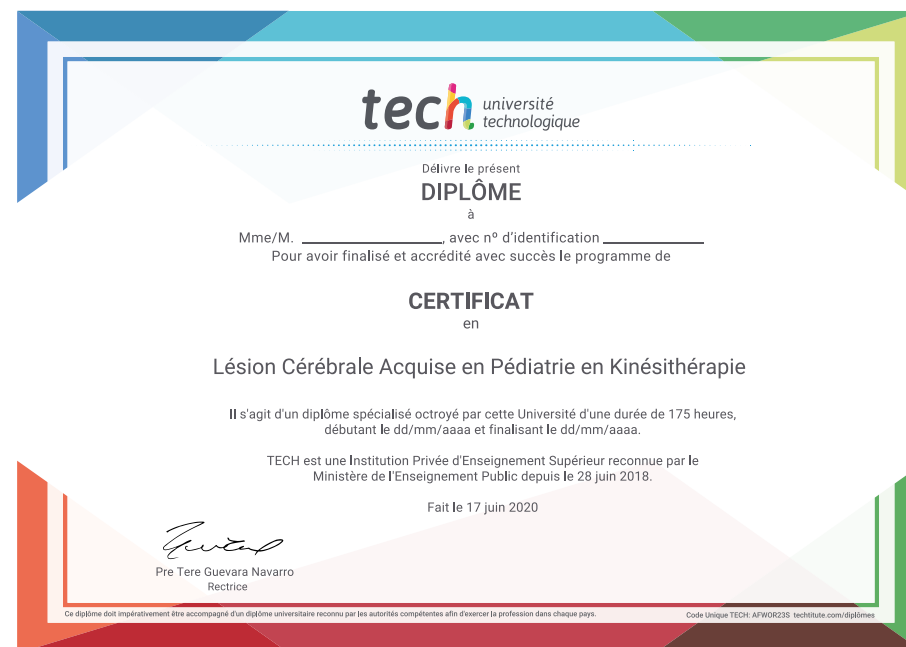 tech université
technologique
Délivre le présent
DIPLÔME
à
Mme/M. ____________________, avec nº d'identification ______________
Pour avoir finalisé et accrédité avec succès le programme de
CERTIFICAT
en
Lésion Cérébrale Acquise en Pédiatrie en Kinésithérapie
Il s'agit d'un diplôme spécialisé octroyé par cette Université d'une durée de 175 heures,
débutant le dd/mm/aaaa et finalisant le dd/mm/aaaa.
TECH est une Institution Privée d'Enseignement Supérieur reconnue par le
Ministère de l'Enseignement Public depuis le 28 juin 2018.
Fait le 17 juin 2020
Pre Tere Guevara Navarro
Rectrice
Ce diplôme doit impérativement être accompagné d'un diplôme universitaire reconnu par les autorités compétentes afin d'exercer la profession dans chaque pays.
Code Unique TECH: AFWOR23S techtitute.com/diplômes